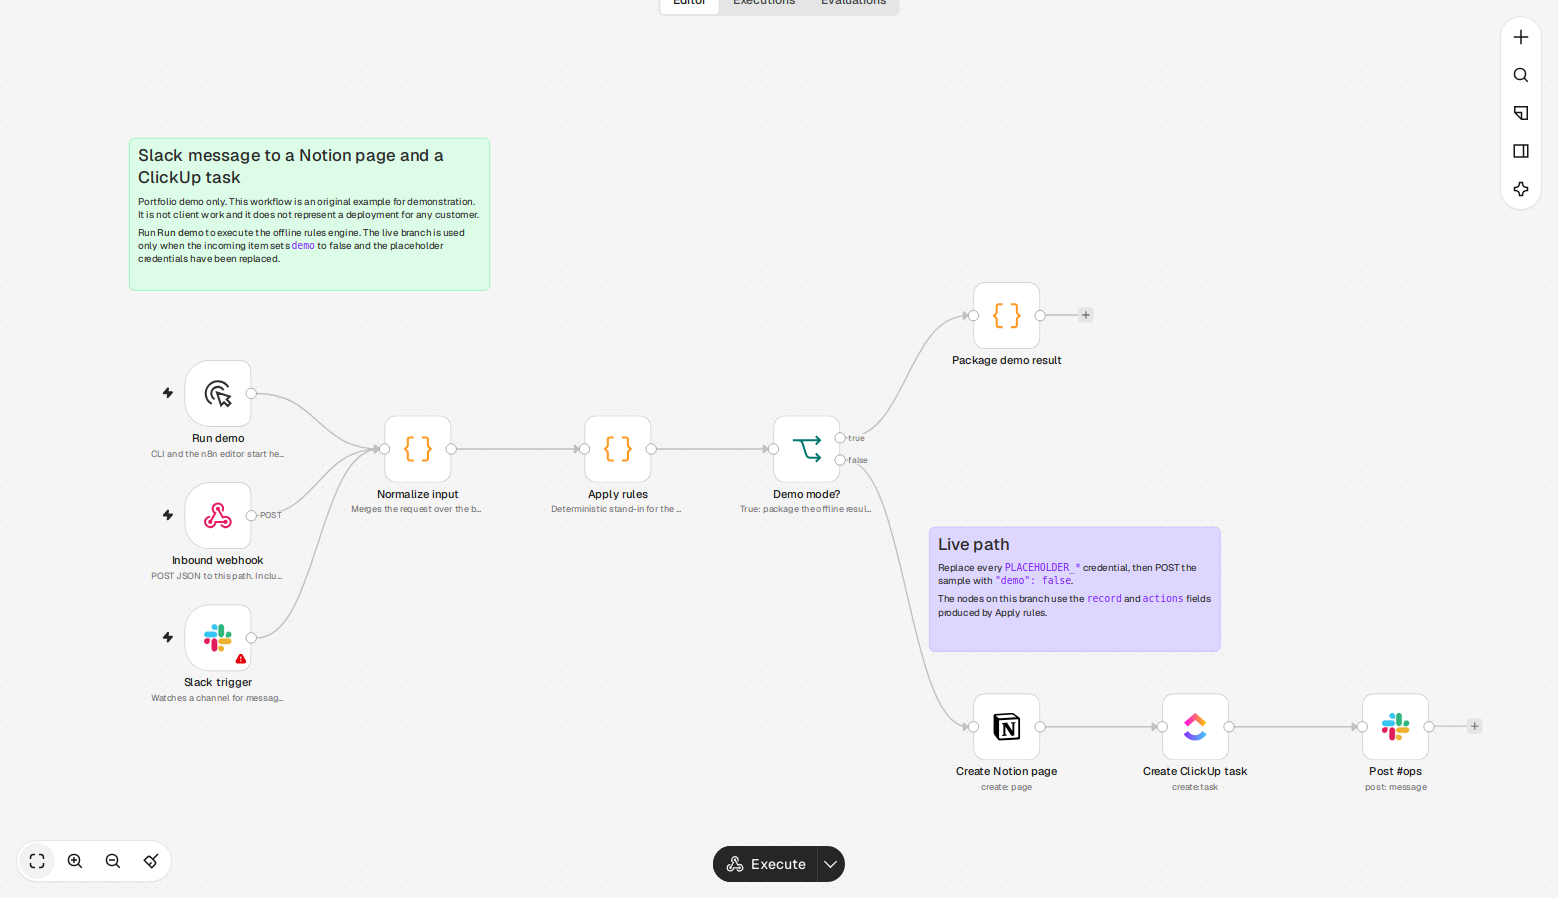 Editor Executions Evaluations
Slack message to a Notion page and a
ClickUp task
Portfolio demo only. This workflow is an original example for demonstration.
It is not client work and it does not represent a deployment for any customer.
Run Run demo to execute the offline rules engine. The live branch is used
only when the incoming item sets demo to false and the placeholder
credentials have been replaced.
Package demo result
Run demo
CLI and the n8n editor start he...
true
false
Normalize input
Merges the request over the b...
Apply rules
Deterministic stand-in for the ...
Demo mode?
True: package the offline resul...
POST
Inbound webhook
POST JSON to this path. Inclu...
Live path
Replace every PLACEHOLDER_* credential, then POST the
sample with "demo": false.
The nodes on this branch use the record and actions fields
produced by Apply rules.
Slack trigger
Watches a channel for messag...
Create Notion page
create: page
Create ClickUp task
create:task
Post #ops
post: message
Execute